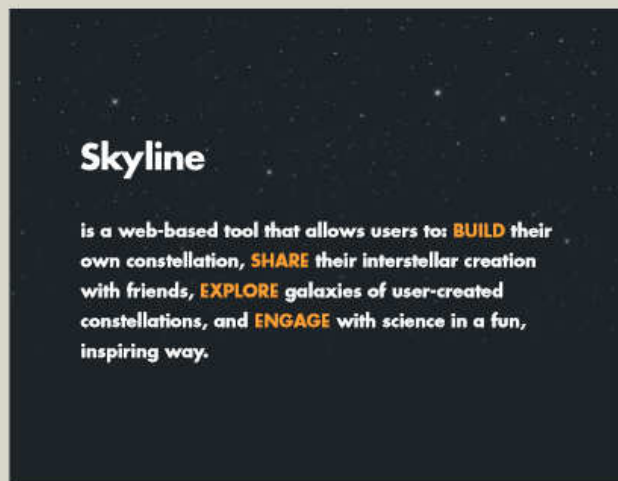 Skyline
is a web-based tool that allows users to: BUILD their
own constellation, SHARE their interstellar creation
with friends, EXPLORE galaxies of user-created
constellations, and ENGAGE with science in a fun,
inspiring way.